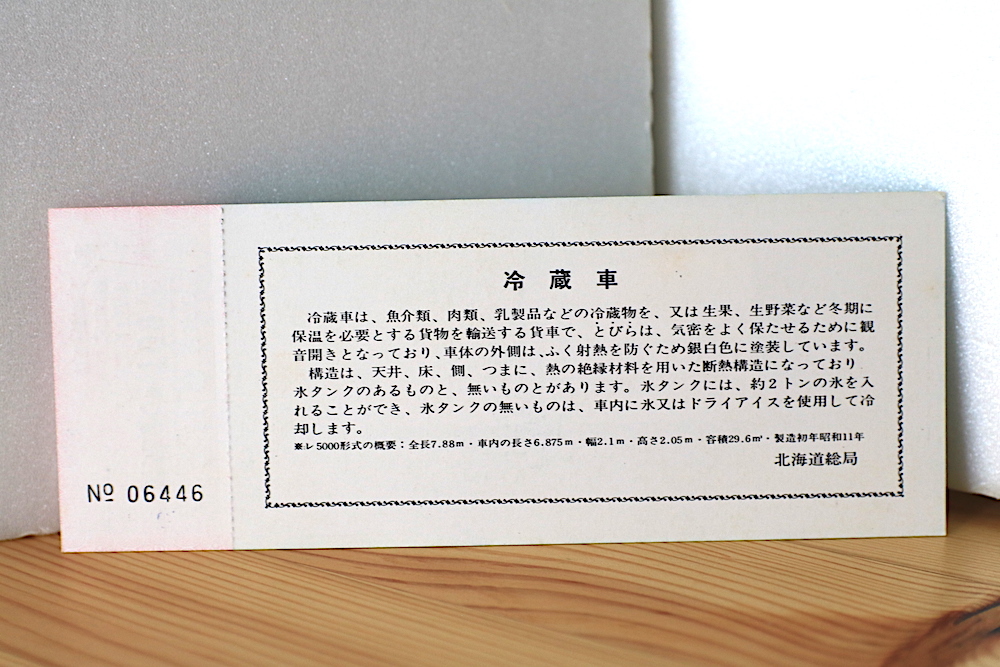 冷蔵車
冷蔵車は、魚介類、肉類、乳製品などの冷蔵物を、又は生果、生野菜など冬期に
保温を必要とする貨物を輸送する貨車で、とびらは、気密をよく保たせるために観
音開きとなっており、車体の外側は、ふく射熱を防ぐため銀白色に塗装しています。
構造は、天井、床、側、つまに、熱の絶縁材料を用いた断熱構造になっており
氷タンクのあるものと、無いものとがあります。氷タンクには、約2トンの氷を入
れることができ、氷タンクの無いものは、車内に氷又はドライアイスを使用して冷
却します。
※レ5000形式の概要：全長7.88m・車内の長さ6.875m・幅2.1m・高さ2.05m・容積29.6㎥・製造初年昭和11年
北海道総局
№ 06446